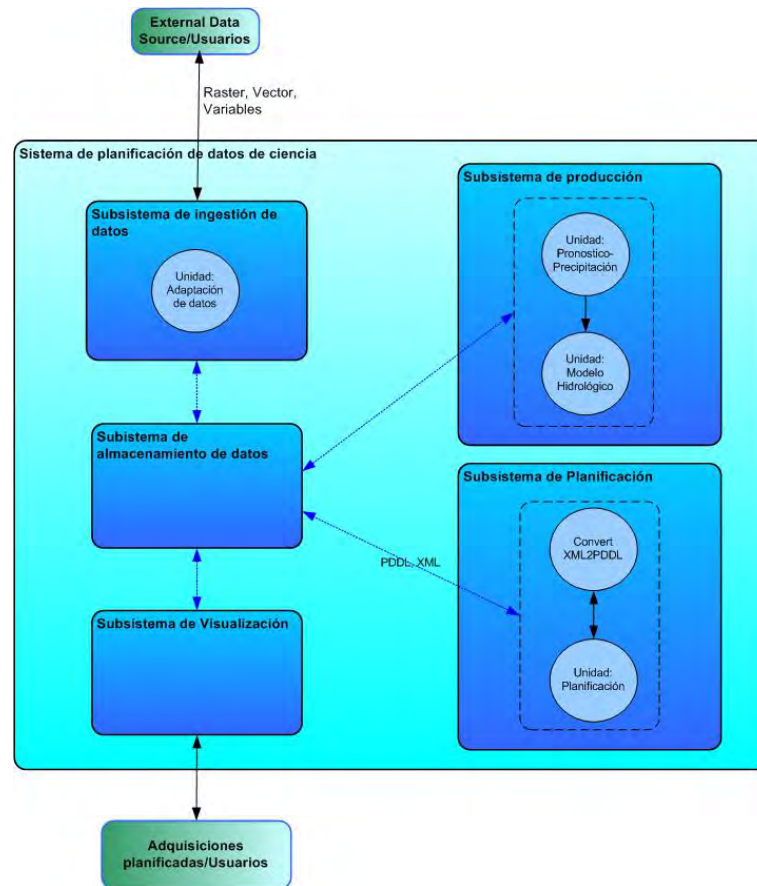 External Data
Source/Usuarios
Raster, Vector,
Variables
Sistema de planificación de datos de ciencia
Subsistema de ingestión de
datos
Unidad:
Adaptación
de datos
Subsistema de producción
Unidad:
Pronostico-
Precipitación
Unidad:
Modelo
Hidrológico
Subistema de
almacenamiento de datos
Subsistema de Planificación
Convert
XML2PDDL
PDDL, XML
Unidad:
Planificación
Subsistema de Visualización
Adquisiciones
planificadas/Usuarios